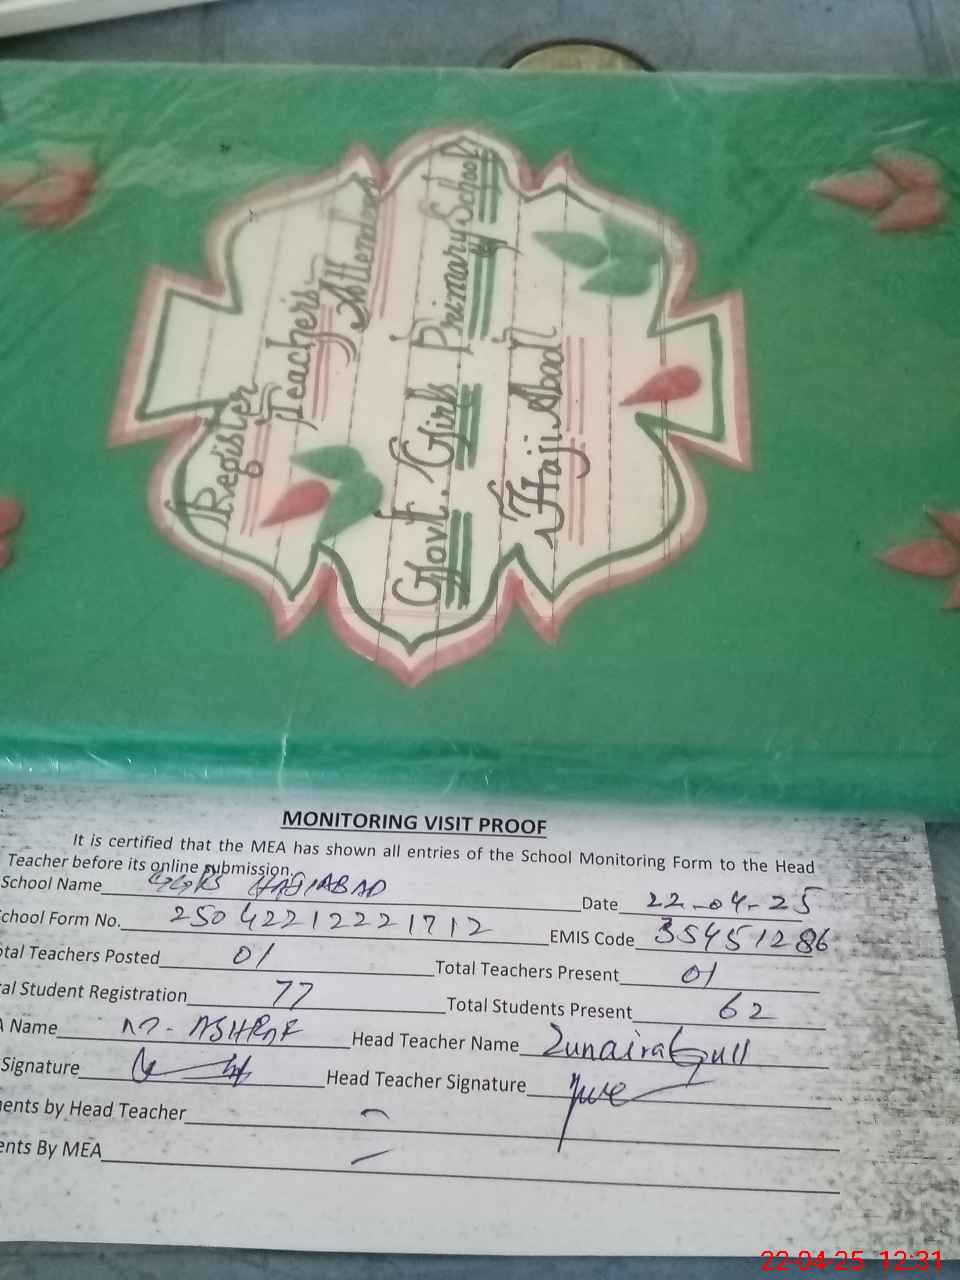 Register
Teacher's
Attendance
Govt. Girls Primary School
Haji Abad
MONITORING VISIT PROOF
It is certified that the MEA has shown all entries of the School Monitoring Form to the Head
Teacher before its online submission.
School Name GGPS HAJIABAD Date 22-04-25
chool Form No. 25042212221712 EMIS Code 35451286
otal Teachers Posted 01 Total Teachers Present 01
al Student Registration 77 Total Students Present 62
A Name M. ASHRAF Head Teacher Name Zunaira Gull
Signature Head Teacher Signature
ents by Head Teacher -
ents By MEA -
22-04-25 12:31